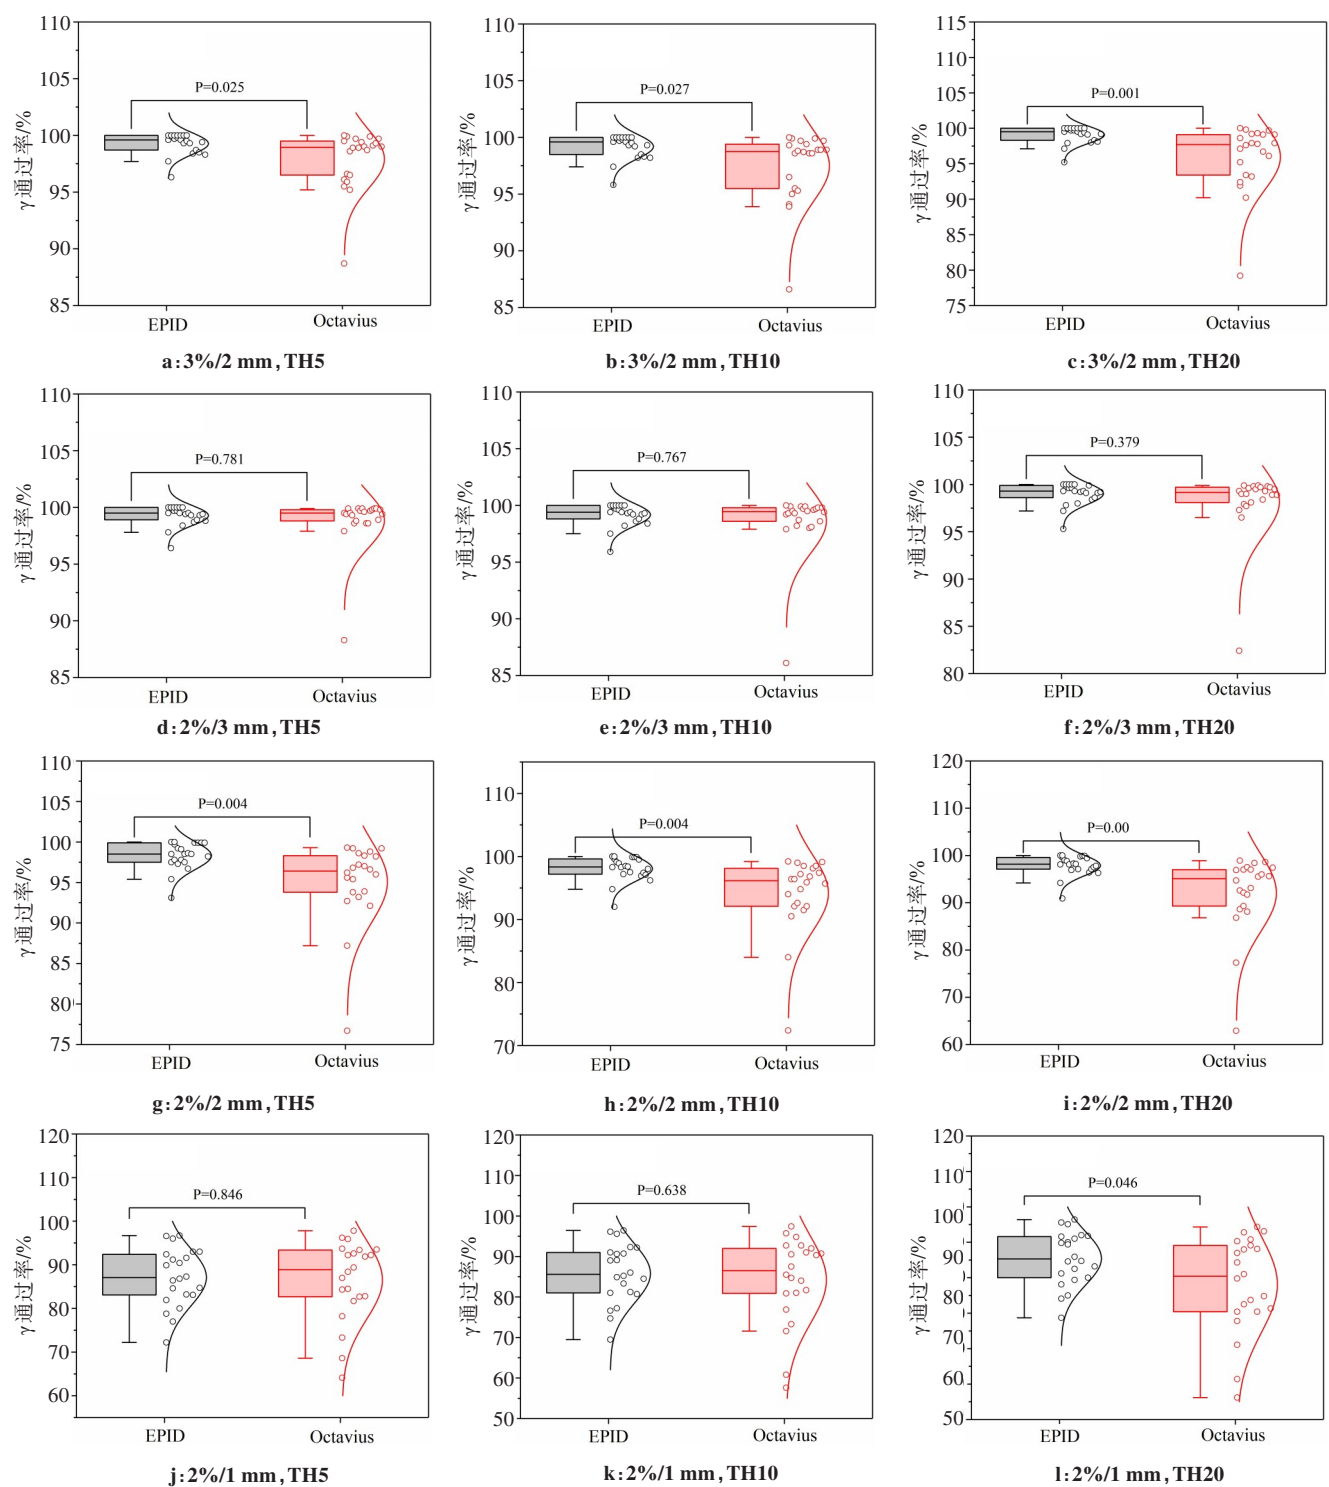 110
105
100
95
90
85
γ通过率/%
P=0.025
EPID
Octavius
a:3%/2 mm,TH5
110
105
100
95
90
85
γ通过率/%
P=0.027
EPID
Octavius
b:3%/2 mm,TH10
115
110
105
100
95
90
85
80
75
γ通过率/%
P=0.001
EPID
Octavius
c:3%/2 mm,TH20
110
105
100
95
90
85
γ通过率/%
P=0.781
EPID
Octavius
d:2%/3 mm,TH5
110
105
100
95
90
85
γ通过率/%
P=0.767
EPID
Octavius
e:2%/3 mm,TH10
110
105
100
95
90
85
80
γ通过率/%
P=0.379
EPID
Octavius
f:2%/3 mm,TH20
110
105
100
95
90
85
80
75
γ通过率/%
P=0.004
EPID
Octavius
g:2%/2 mm,TH5
110
100
90
80
70
γ通过率/%
P=0.004
EPID
Octavius
h:2%/2 mm,TH10
120
110
100
90
80
70
60
γ通过率/%
P=0.00
EPID
Octavius
i:2%/2 mm,TH20
120
110
100
90
80
70
60
γ通过率/%
P=0.846
EPID
Octavius
j:2%/1 mm,TH5
120
110
100
90
80
70
60
50
γ通过率/%
P=0.638
EPID
Octavius
k:2%/1 mm,TH10
120
110
100
90
80
70
60
50
γ通过率/%
P=0.046
EPID
Octavius
l:2%/1 mm,TH20